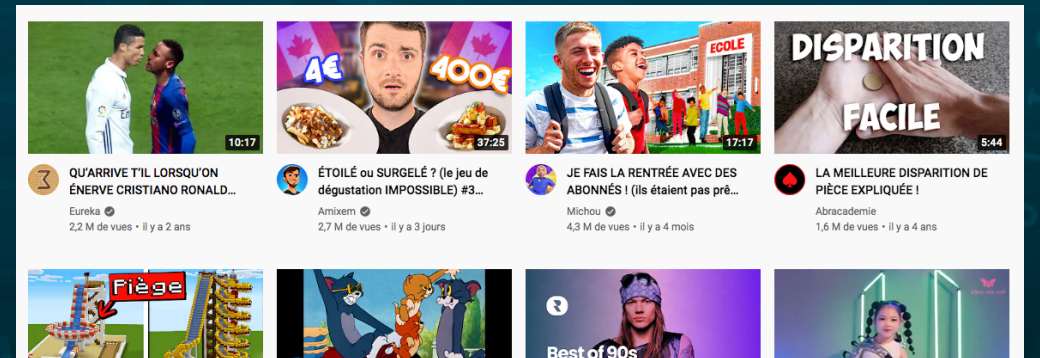 4€
400€
ECOLE
DISPARITION
FACILE
10:17
37:25
17:17
5:44
QU'ARRIVE T'IL LORSQU'ON
ÉNERVE CRISTIANO RONALD...
Eureka
2,2 M de vues • il y a 2 ans
ÉTOILÉ ou SURGELÉ ? (le jeu de
dégustation IMPOSSIBLE) #3...
Amixem
2,7 M de vues • il y a 3 jours
JE FAIS LA RENTRÉE AVEC DES
ABONNÉS ! (ils étaient pas prê...
Michou
4,3 M de vues • il y a 4 mois
LA MEILLEURE DISPARITION DE
PIÈCE EXPLIQUÉE !
Abracademie
1,6 M de vues • il y a 4 ans
Piège
Best of 90s